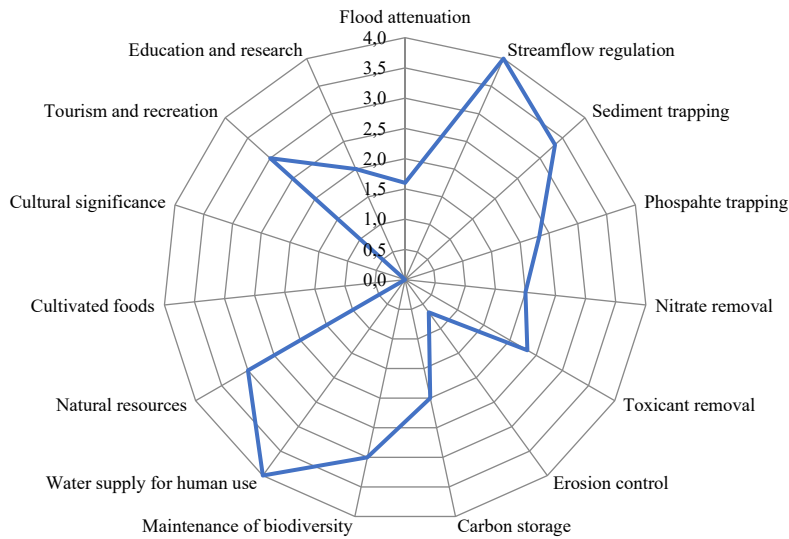 Flood attenuation
Education and research
4,0
Streamflow regulation
3,5
Tourism and recreation
3,0
Sediment trapping
2,5
2,0
Cultural significance
1,5
Phospahte trapping
1,0
0,5
0,0
Cultivated foods
Nitrate removal
Natural resources
Toxicant removal
Water supply for human use
Erosion control
Maintenance of biodiversity
Carbon storage